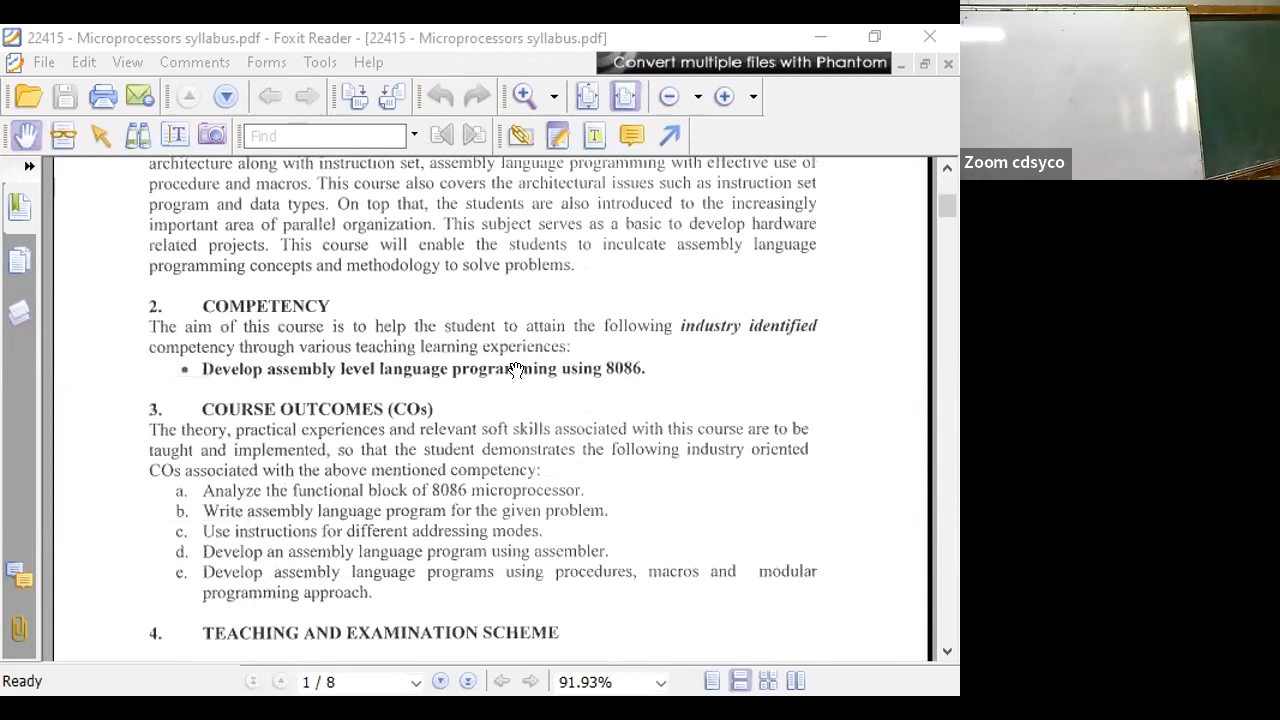 22415 - Microprocessors syllabus.pdf - Foxit Reader - [22415 - Microprocessors syllabus.pdf]
File Edit View Comments Forms Tools Help
Convert multiple files with Phantom
Find
Zoom cdsyco
architecture along with instruction set, assembly language programming with effective use of
procedure and macros. This course also covers the architectural issues such as instruction set
program and data types. On top that, the students are also introduced to the increasingly
important area of parallel organization. This subject serves as a basic to develop hardware
related projects. This course will enable the students to inculcate assembly language
programming concepts and methodology to solve problems.
2. COMPETENCY
The aim of this course is to help the student to attain the following industry identified
competency through various teaching learning experiences:
• Develop assembly level language programming using 8086.
3. COURSE OUTCOMES (COs)
The theory, practical experiences and relevant soft skills associated with this course are to be
taught and implemented, so that the student demonstrates the following industry oriented
COs associated with the above mentioned competency:
a. Analyze the functional block of 8086 microprocessor.
b. Write assembly language program for the given problem.
c. Use instructions for different addressing modes.
d. Develop an assembly language program using assembler.
e. Develop assembly language programs using procedures, macros and modular
programming approach.
4. TEACHING AND EXAMINATION SCHEME
Ready
1 / 8
91.93%